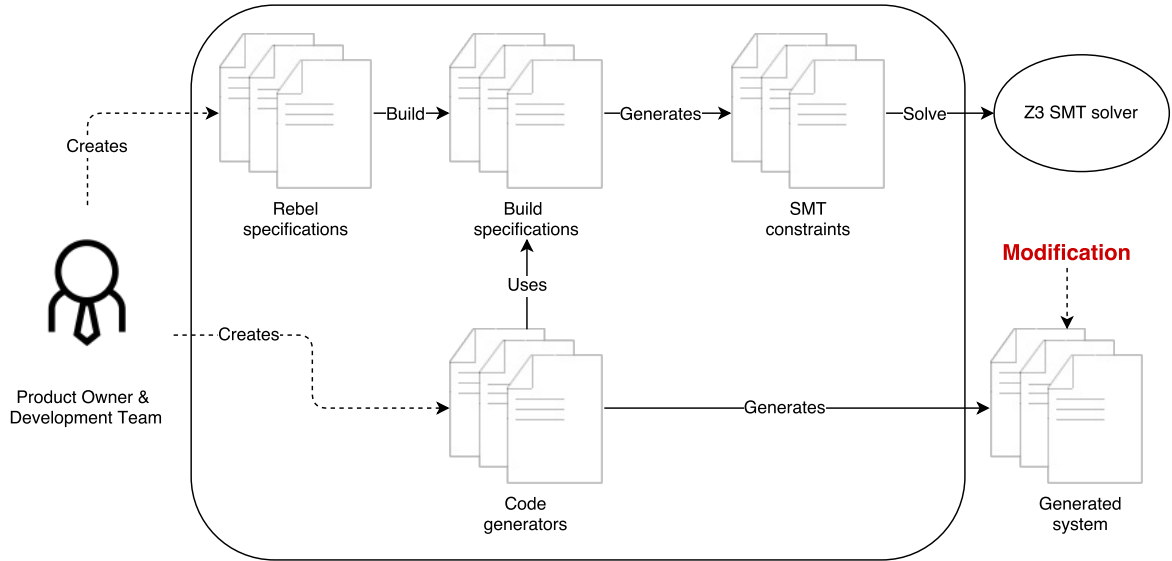 Creates
Build
Generates
Solve
Z3 SMT solver
Rebel
specifications
Build
specifications
SMT
constraints
Modification
Uses
Creates
Product Owner &
Development Team
Generates
Code
generators
Generated
system